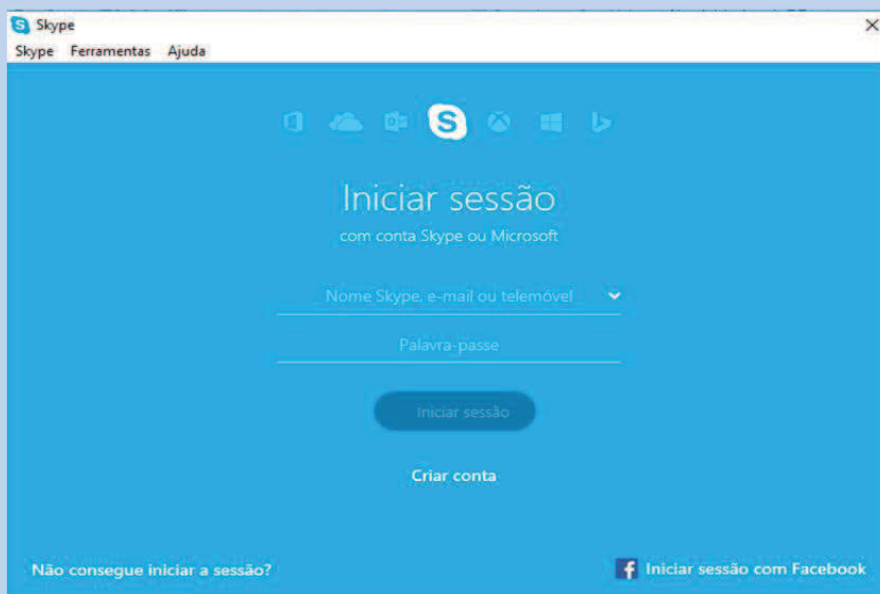 Skype
Skype Ferramentas Ajuda
Iniciar sessão
com conta Skype ou Microsoft
Nome Skype, e-mail ou telemóvel
Palavra-passe
Iniciar sessão
Criar conta
Não consegue iniciar a sessão?
Iniciar sessão com Facebook